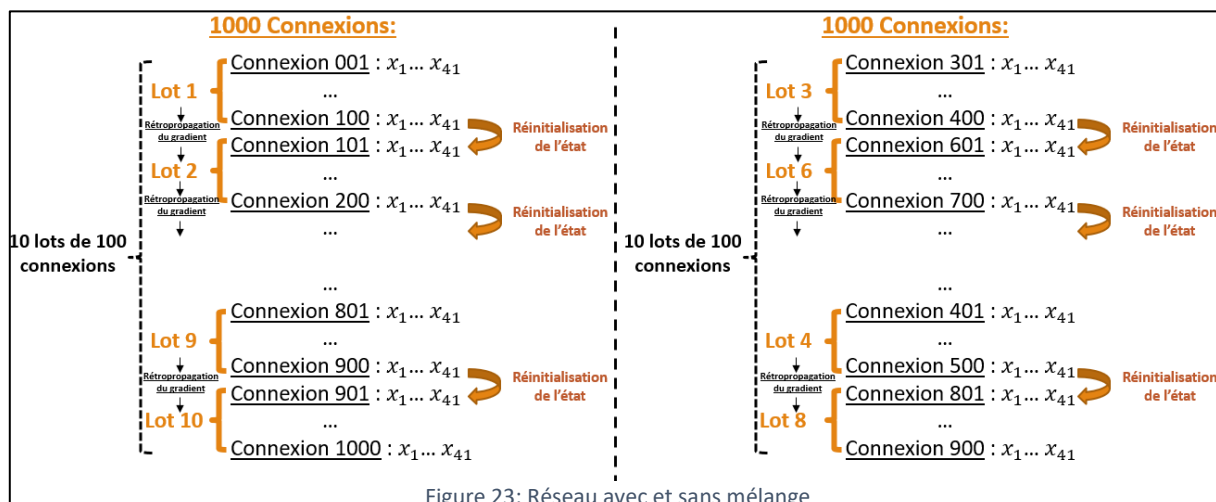 1000 Connexions:
Connexion 001 : x₁... x₄₁
Lot 1
...
Connexion 100 : x₁... x₄₁
Rétropropagation
du gradient
Réinitialisation
de l'état
Connexion 101 : x₁... x₄₁
Lot 2
...
Connexion 200 : x₁... x₄₁
Rétropropagation
du gradient
Réinitialisation
de l'état
...
10 lots de 100
connexions
...
Connexion 801 : x₁... x₄₁
Lot 9
...
Connexion 900 : x₁... x₄₁
Rétropropagation
du gradient
Réinitialisation
de l'état
Connexion 901 : x₁... x₄₁
Lot 10
...
Connexion 1000 : x₁... x₄₁
1000 Connexions:
Connexion 301 : x₁... x₄₁
Lot 3
...
Connexion 400 : x₁... x₄₁
Rétropropagation
du gradient
Réinitialisation
de l'état
Connexion 601 : x₁... x₄₁
Lot 6
...
Connexion 700 : x₁... x₄₁
Rétropropagation
du gradient
Réinitialisation
de l'état
...
10 lots de 100
connexions
...
Connexion 401 : x₁... x₄₁
Lot 4
...
Connexion 500 : x₁... x₄₁
Rétropropagation
du gradient
Réinitialisation
de l'état
Connexion 801 : x₁... x₄₁
Lot 8
...
Connexion 900 : x₁... x₄₁
Figure 23: Réseau avec et sans mélange